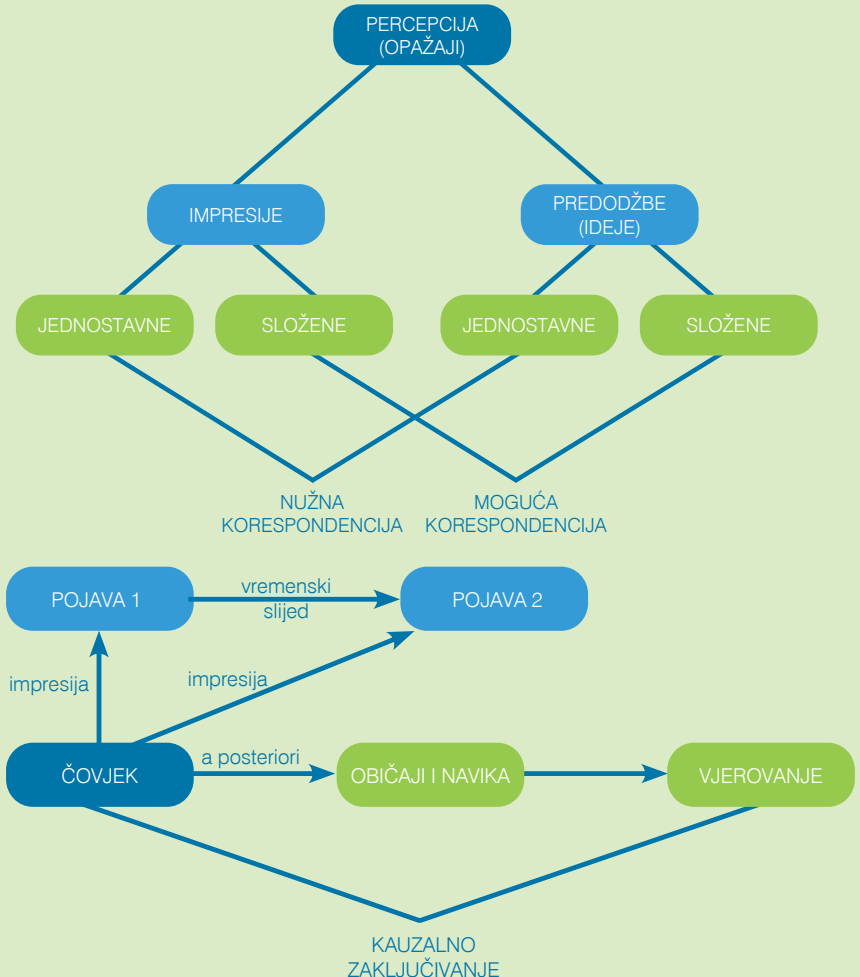 PERCEPCIJA
(OPAŽAJI)
IMPRESIJE
PREDODŽBE
(IDEJE)
JEDNOSTAVNE
SLOŽENE
JEDNOSTAVNE
SLOŽENE
NUŽNA
KORESPONDENCIJA
MOGUĆA
KORESPONDENCIJA
POJAVA 1
vremenski
slijed
POJAVA 2
impresija
impresija
ČOVJEK
a posteriori
OBIČAJI I NAVIKA
VJEROVANJE
KAUZALNO
ZAKLJUČIVANJE